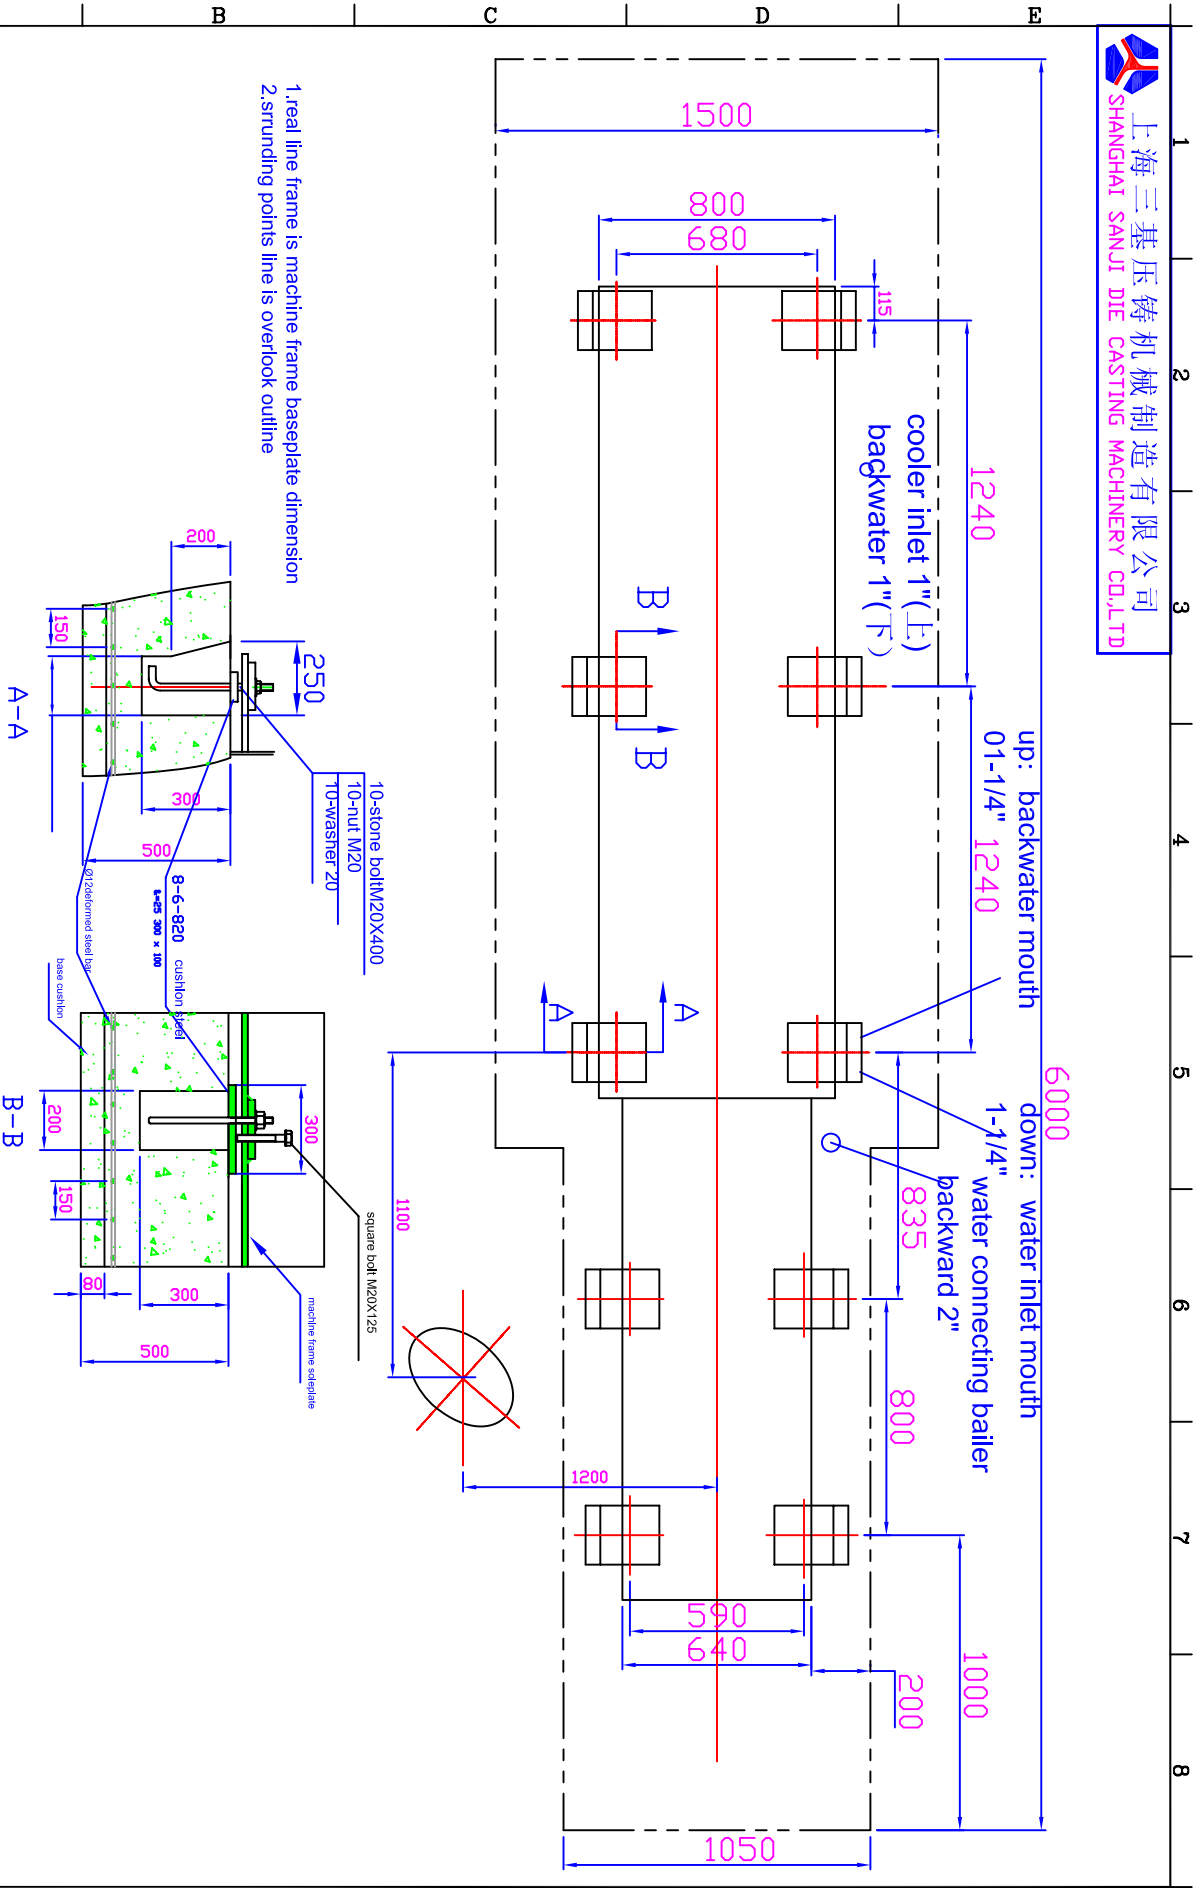 上海三基压铸机械制造有限公司
SHANGHAI SANJI DIE CASTING MACHINERY CO.,LTD
1
2
3
4
5
6
7
8
B
C
D
E
6000
1500
800
680
115
1240
1240
835
800
1000
cooler inlet 1"(上)
backwater 1"(下)
up: backwater mouth
01-1/4"
down: water inlet mouth
1-1/4"
water connecting bailer
backward 2"
B
B
A
A
590
640
200
1050
1200
1100
1.real line frame is machine frame baseplate dimension
2.srrunding points line is overlook outline
200
150
250
300
500
A-A
10-stone boltM20X400
10-nut M20
10-washer 20
8-6-820 cushion steel
t=25 300 x 100
Ø12deformed steel bar
base cushion
300
200
150
80
300
500
B-B
square bolt M20X125
machine frame soleplate